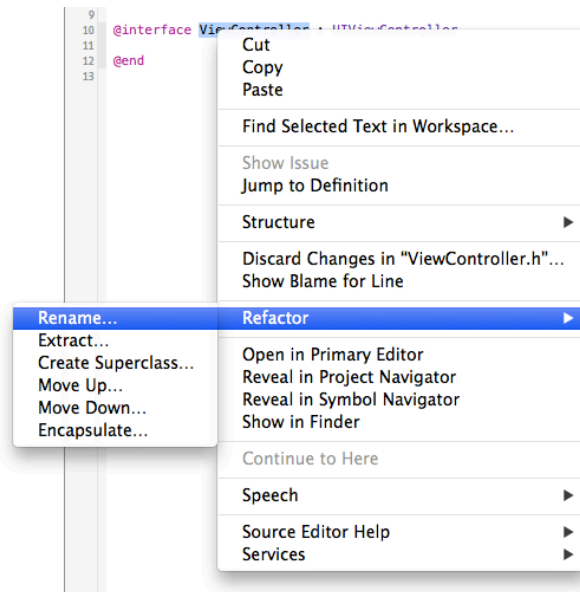 9
10 @interface ViewController : UIViewController
11
12 @end
13
Cut
Copy
Paste
Find Selected Text in Workspace...
Show Issue
Jump to Definition
Structure
Discard Changes in “ViewController.h”...
Show Blame for Line
Refactor
Rename...
Extract...
Create Superclass...
Move Up...
Move Down...
Encapsulate...
Open in Primary Editor
Reveal in Project Navigator
Reveal in Symbol Navigator
Show in Finder
Continue to Here
Speech
Source Editor Help
Services